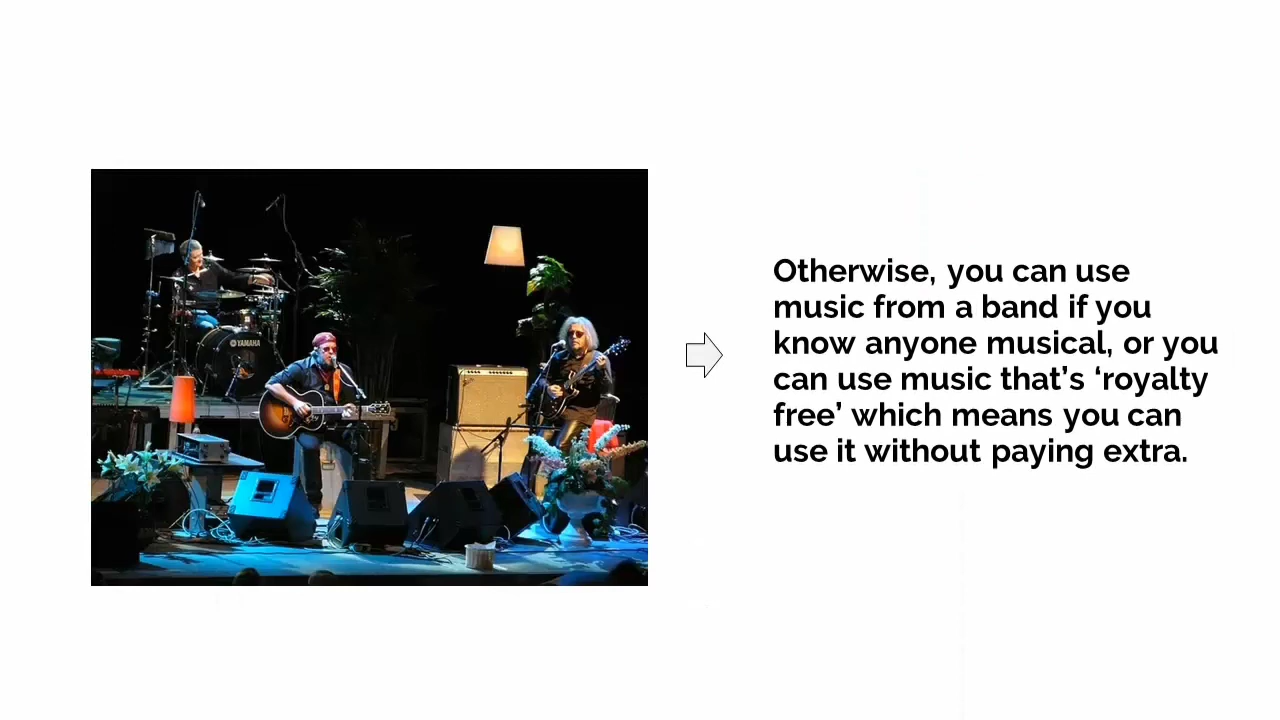 YAMAHA
Otherwise, you can use
music from a band if you
know anyone musical, or you
can use music that’s ‘royalty
free’ which means you can
use it without paying extra.